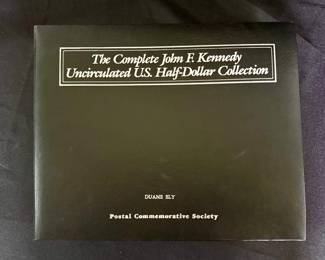 The Complete John F. Kennedy
Uncirculated U.S. Half-Dollar Collection
DUANE ELY
Postal Commemorative Society